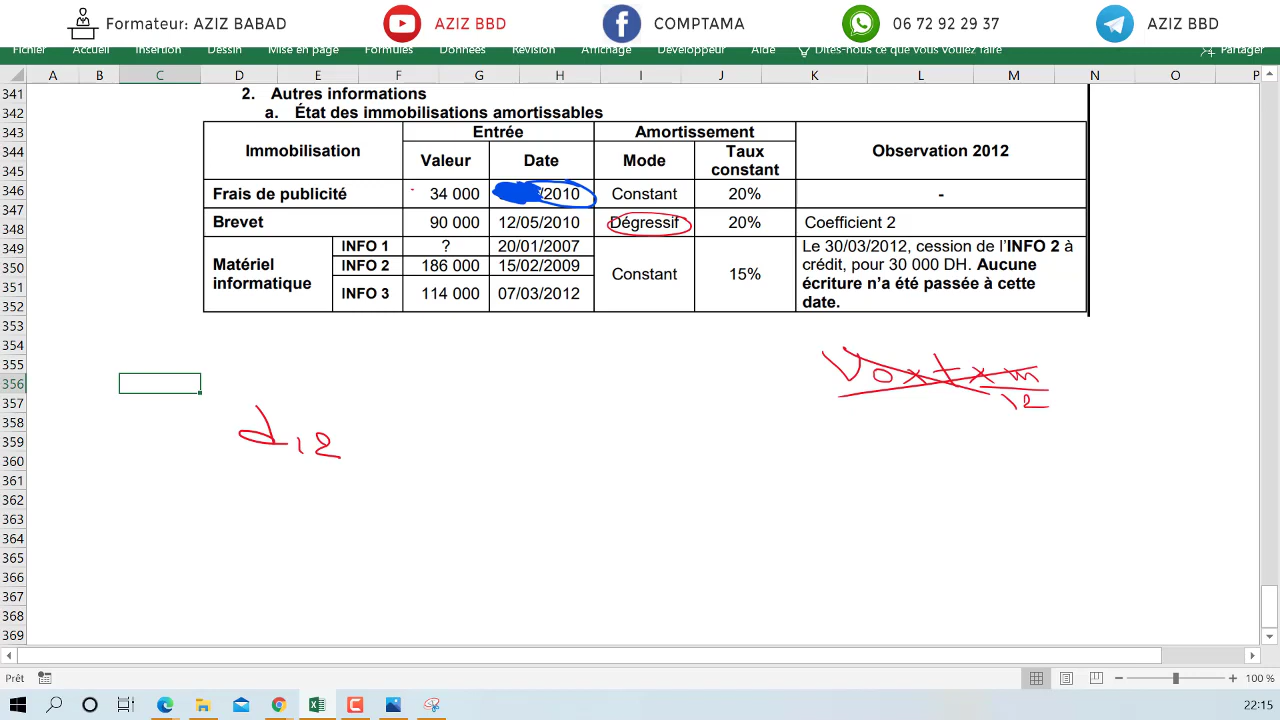 Formateur: AZIZ BABAD AZIZ BBD COMPTAMA 06 72 92 29 37 AZIZ BBD
Fichier Accueil Insertion Dessin Mise en page Formules Données Révision Affichage Développeur Aide Dites-nous ce que vous voulez faire Partager
A B C D E F G H I J K L M N O P
341 2. Autres informations
342 a. État des immobilisations amortissables
343
344
345
346
347
348
349
350
351
352
353
354
355
356
357
358
359
360
361
362
363
364
365
366
367
368
369
Immobilisation Entrée Amortissement Observation 2012
Valeur Date Mode Taux constant
Frais de publicité 34 000 /2010 Constant 20% -
Brevet 90 000 12/05/2010 Dégressif 20% Coefficient 2
Matériel informatique Constant 15%
INFO 1 ? 20/01/2007
INFO 2 186 000 15/02/2009
INFO 3 114 000 07/03/2012
Le 30/03/2012, cession de l'INFO 2 à
crédit, pour 30 000 DH. Aucune
écriture n'a été passée à cette
date.
Vo x t x m
12
d12
Prêt 100 %
22:15